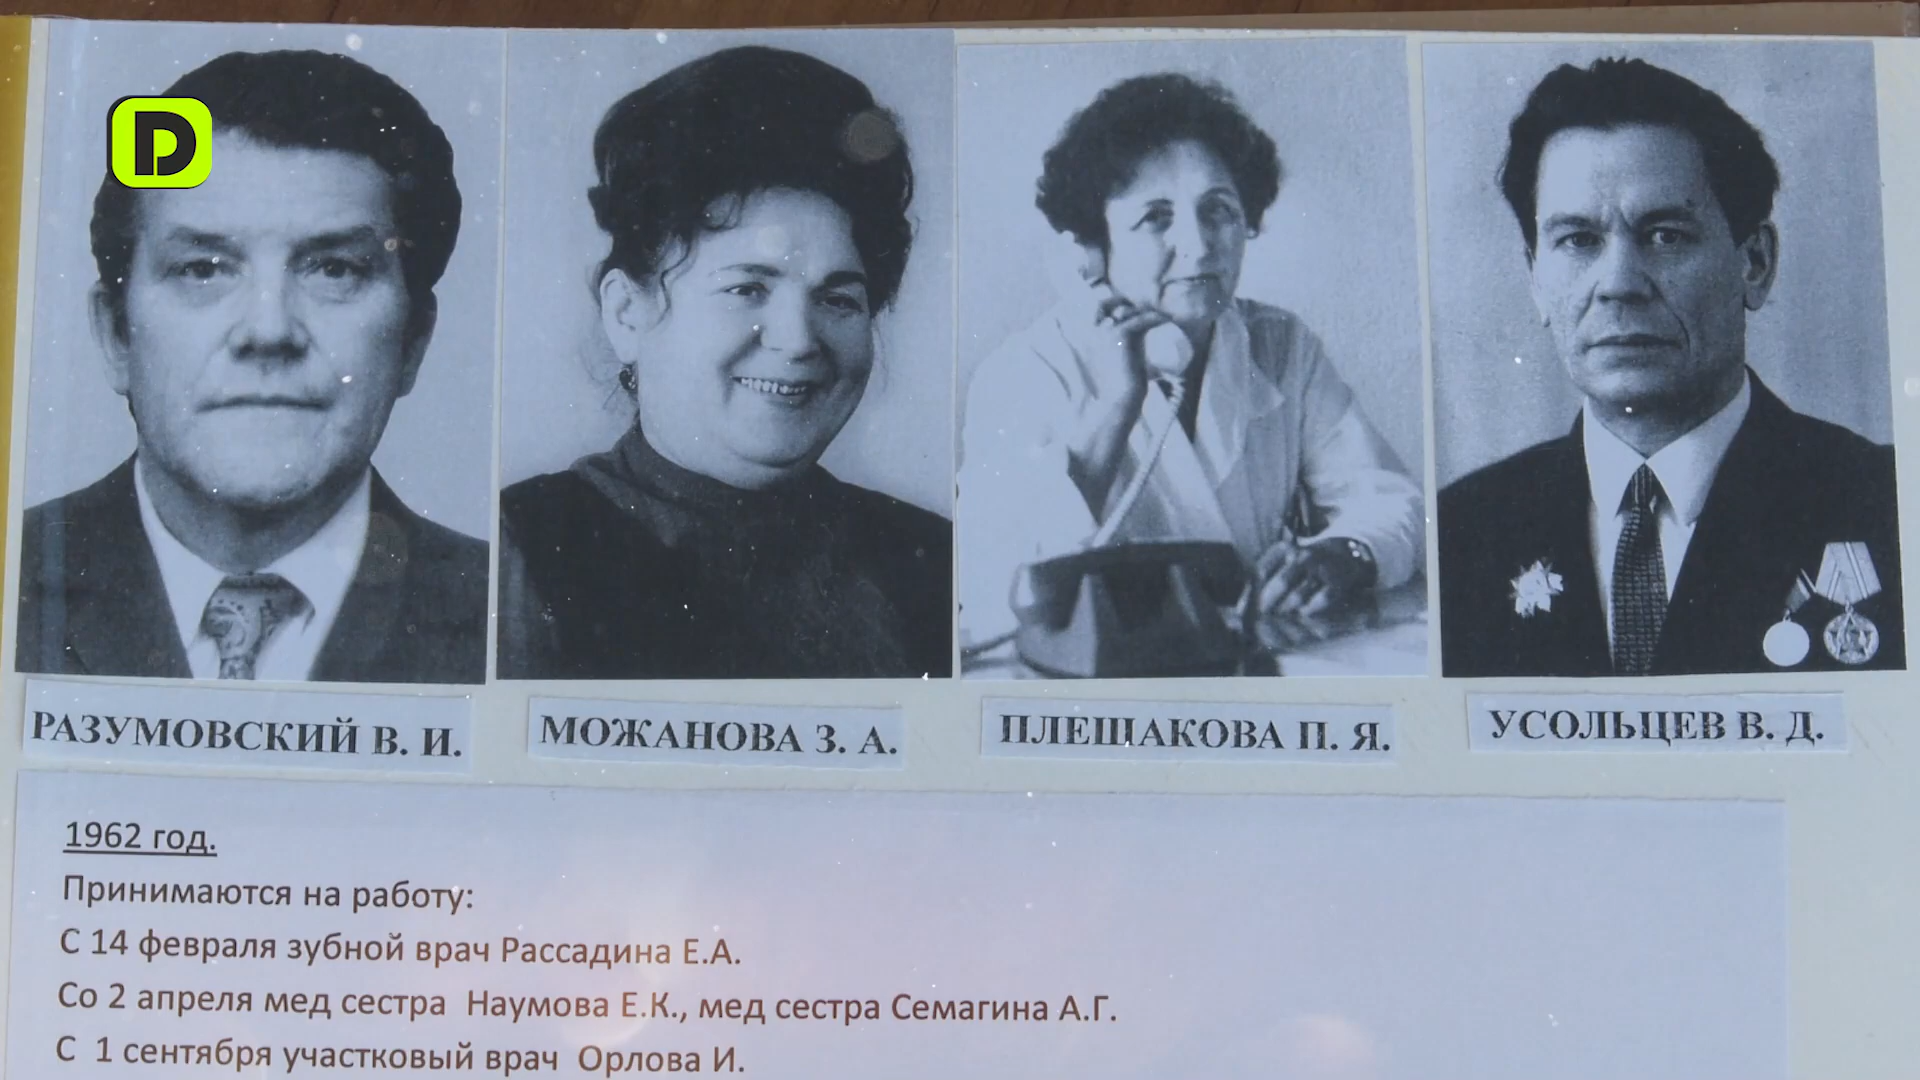 D
РАЗУМОВСКИЙ В. И.
МОЖАНОВА З. А.
ПЛЕШАКОВА П. Я.
УСОЛЬЦЕВ В. Д.
1962 год.
Принимаются на работу:
С 14 февраля зубной врач Рассадина Е.А.
Со 2 апреля мед сестра Наумова Е.К., мед сестра Семагина А.Г.
С 1 сентября участковый врач Орлова И.